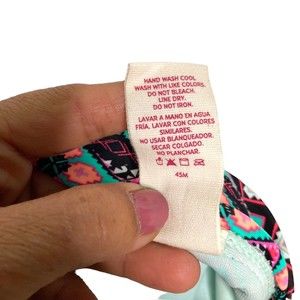 HAND WASH COOL
WASH WITH LIKE COLORS.
DO NOT BLEACH.
LINE DRY.
DO NOT IRON.
LAVAR A MANO EN AGUA
FRÍA, LAVAR CON COLORES
SIMILARES.
NO USAR BLANQUEADOR.
SECAR COLGADO.
NO PLANCHAR.
45M